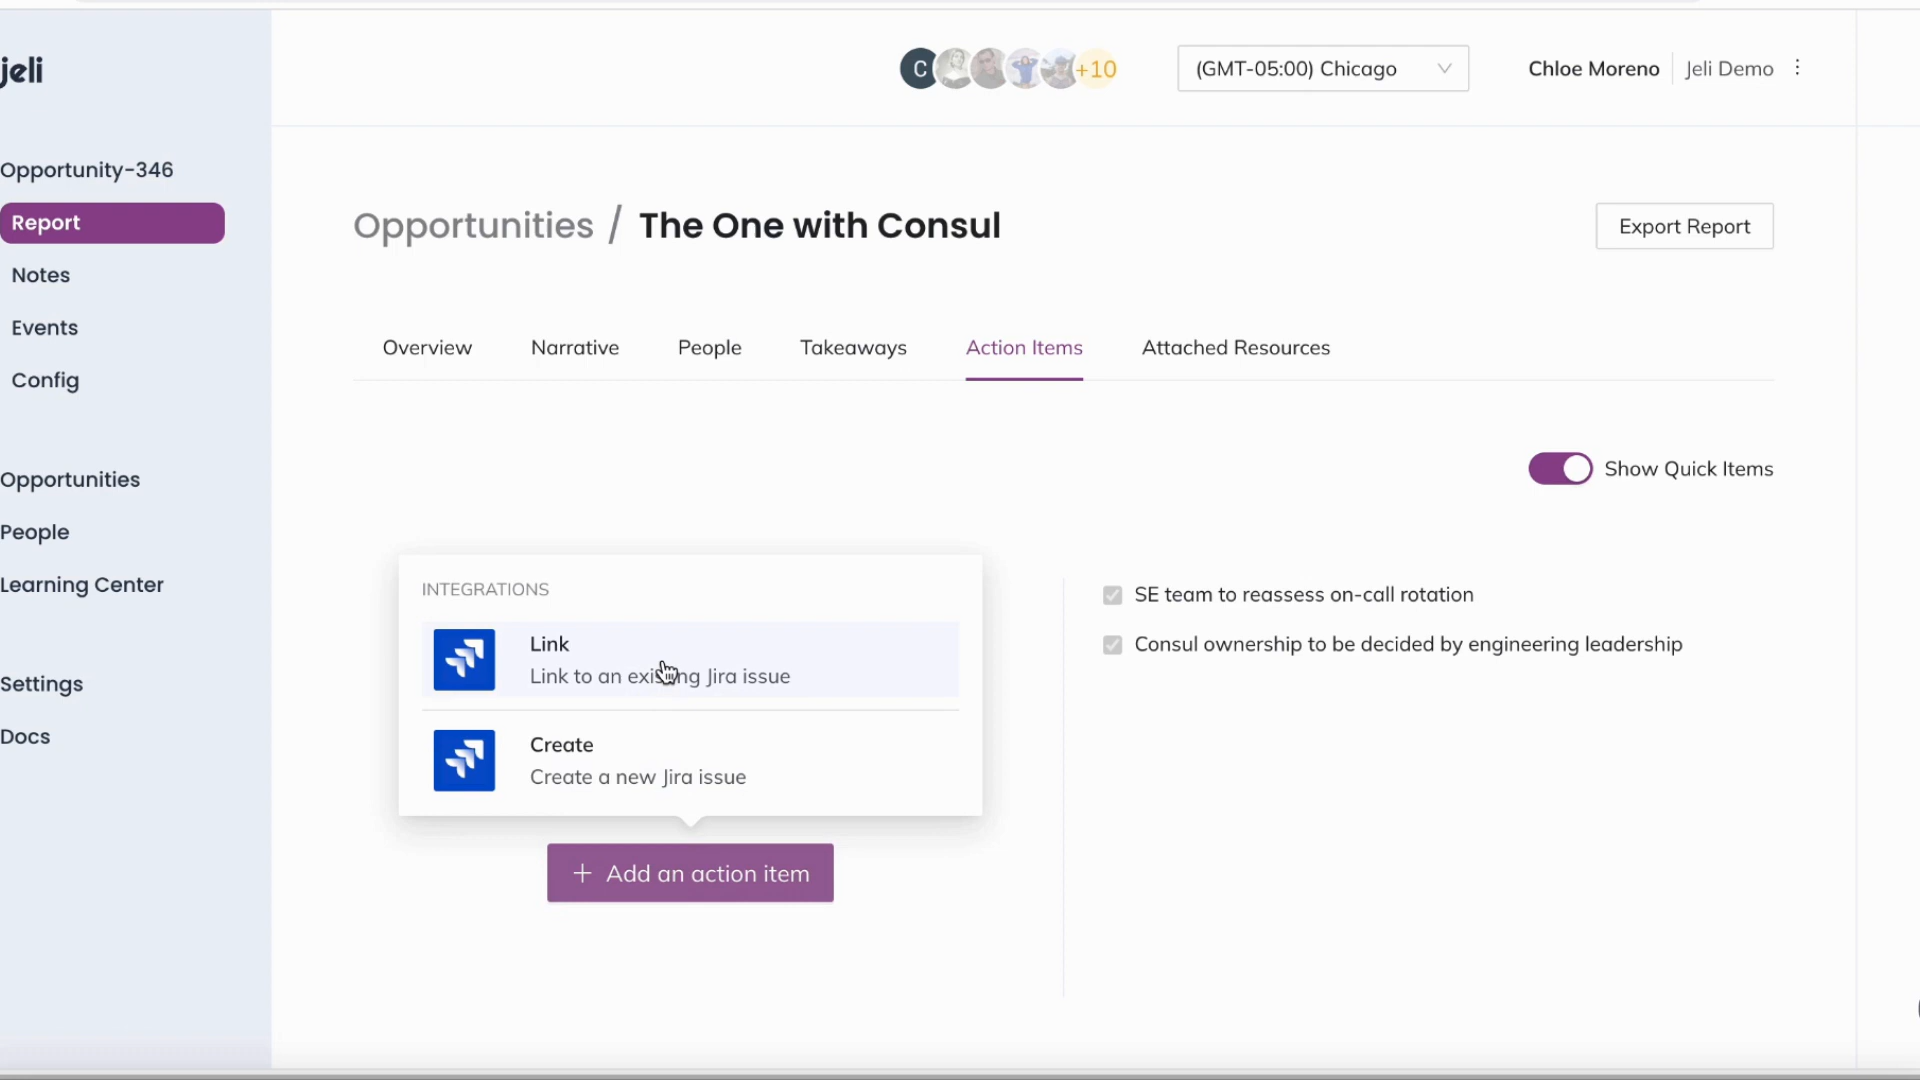 jeli
C
+10
(GMT-05:00) Chicago
Chloe Moreno
Jeli Demo
Opportunity-346
Report
Notes
Events
Config
Opportunities
People
Learning Center
Settings
Docs
Opportunities / The One with Consul
Export Report
Overview
Narrative
People
Takeaways
Action Items
Attached Resources
Show Quick Items
INTEGRATIONS
Link
Link to an existing Jira issue
Create
Create a new Jira issue
+ Add an action item
SE team to reassess on-call rotation
Consul ownership to be decided by engineering leadership